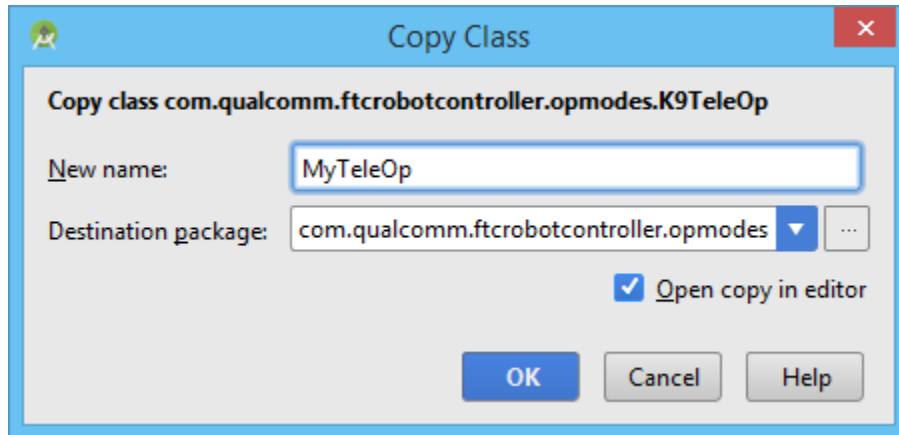 Copy Class
Copy class com.qualcomm.ftcrobotcontroller.opmodes.K9TeleOp
New name: MyTeleOp
Destination package: com.qualcomm.ftcrobotcontroller.opmodes ...
Open copy in editor
OK Cancel Help